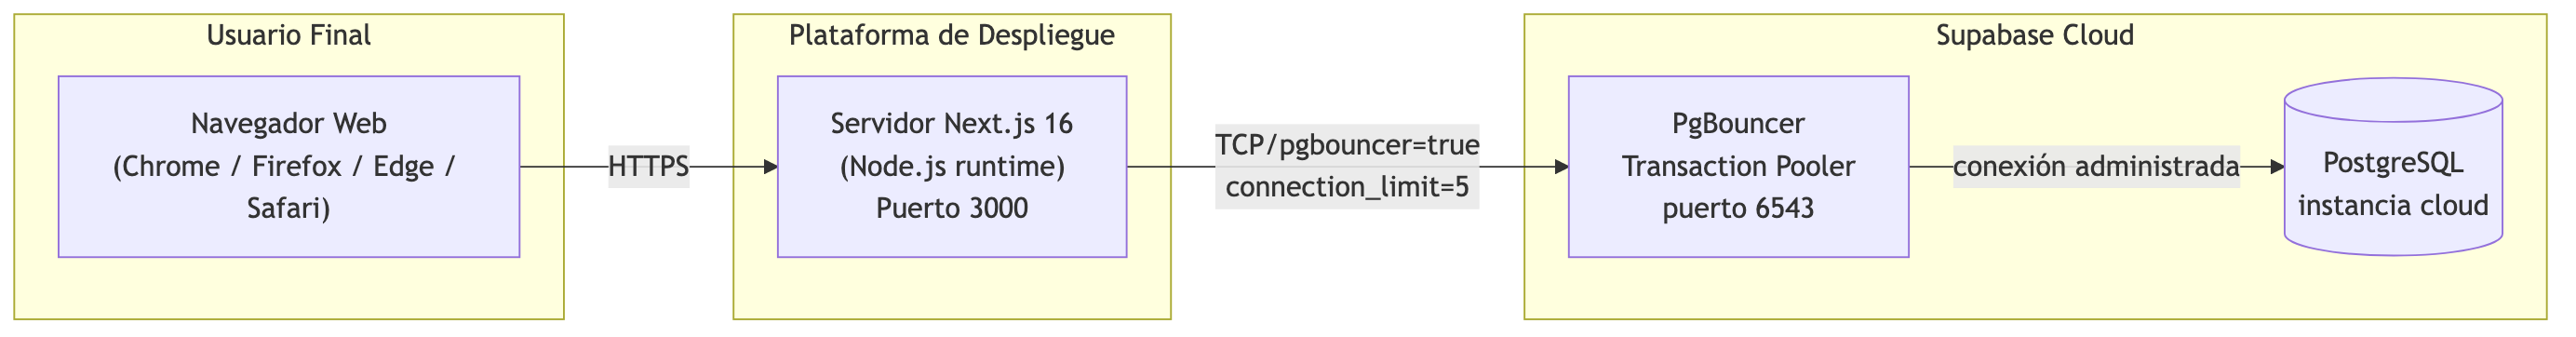 Usuario Final
Navegador Web
(Chrome / Firefox / Edge /
Safari)
HTTPS
Plataforma de Despliegue
Servidor Next.js 16
(Node.js runtime)
Puerto 3000
TCP/pgbouncer=true
connection_limit=5
Supabase Cloud
PgBouncer
Transaction Pooler
puerto 6543
conexión administrada
PostgreSQL
instancia cloud